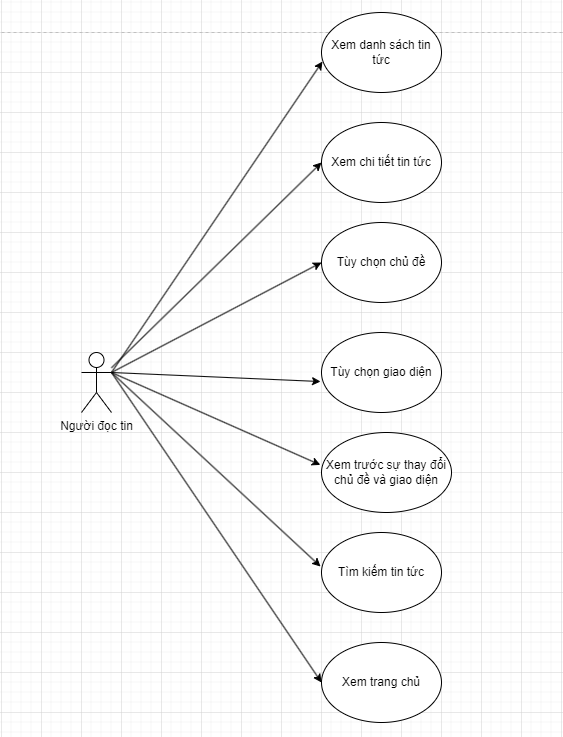 Xem danh sách tin
tức
Xem chi tiết tin tức
Tùy chọn chủ đề
Tùy chọn giao diện
Người đọc tin
Xem trước sự thay đổi
chủ đề và giao diện
Tìm kiếm tin tức
Xem trang chủ